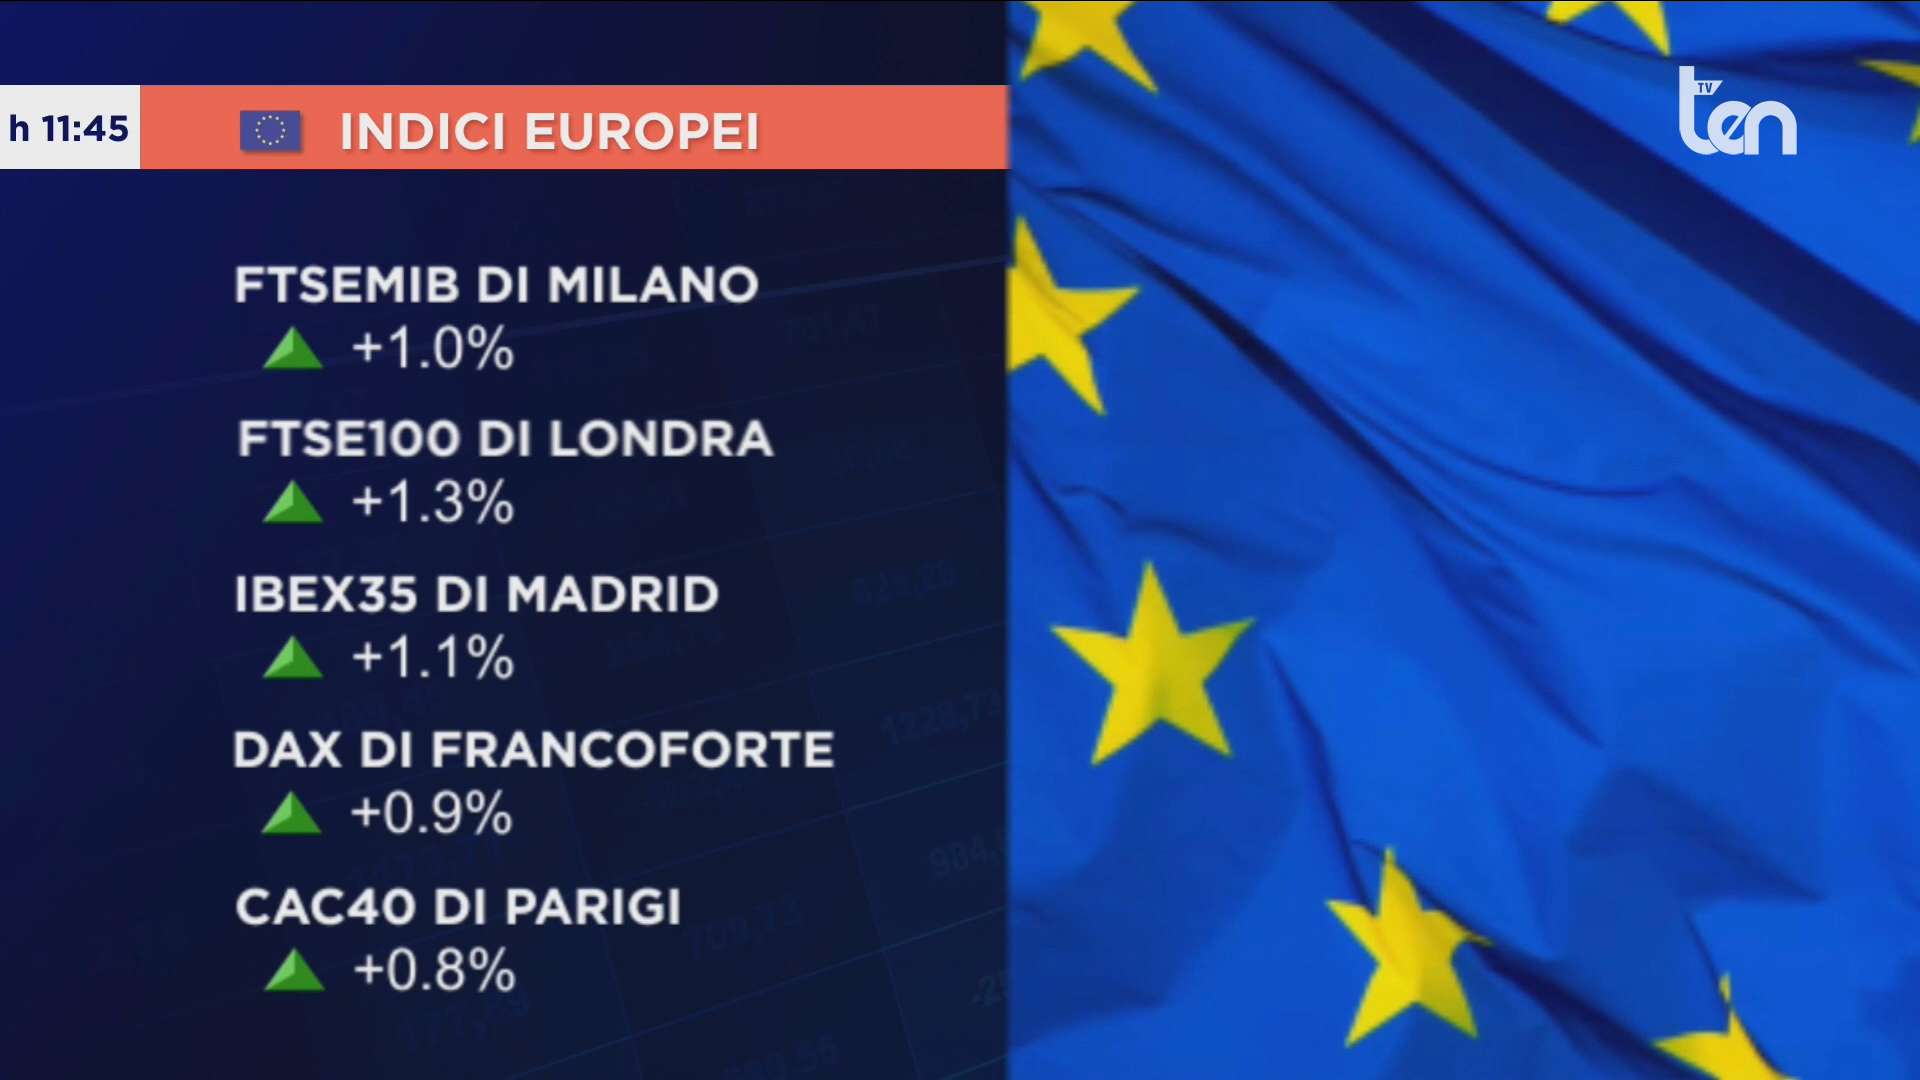 h 11:45
INDICI EUROPEI
TV
ten
FTSEMIB DI MILANO
+1.0%
FTSE100 DI LONDRA
+1.3%
IBEX35 DI MADRID
+1.1%
DAX DI FRANCOFORTE
+0.9%
CAC40 DI PARIGI
+0.8%